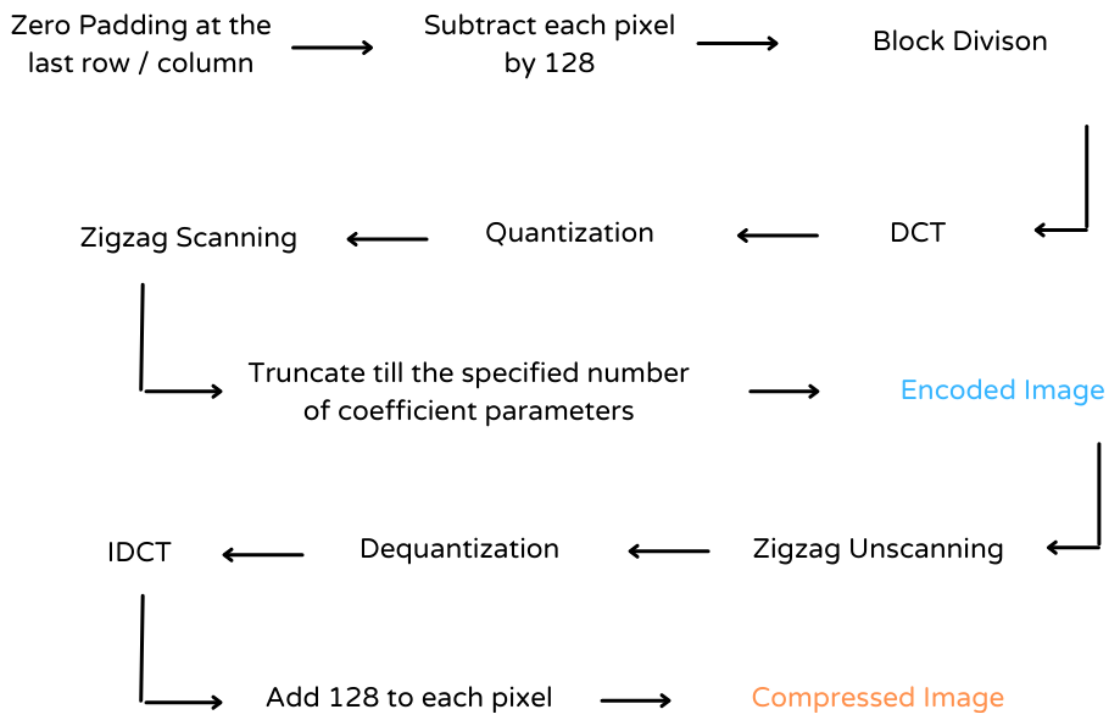 Zero Padding at the
last row / column
Subtract each pixel
by 128
Block Divison
Zigzag Scanning
Quantization
DCT
Truncate till the specified number
of coefficient parameters
Encoded Image
IDCT
Dequantization
Zigzag Unscanning
Add 128 to each pixel
Compressed Image